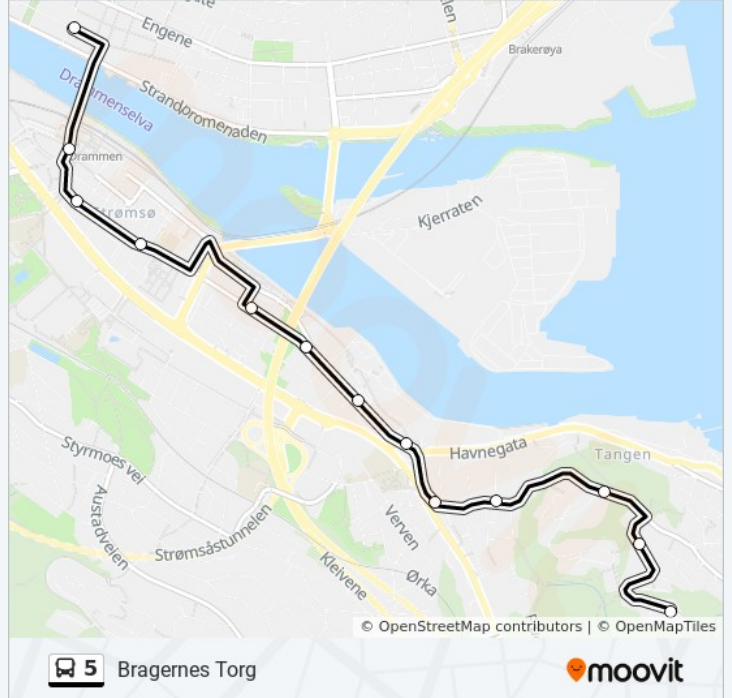 Engene
Brakerøya
Drammenselva
Strandpromenaden
Drammen
Strømsø
Kjerraten
Havnegata
Tangen
Styrmoes vei
Austadveien
Strømsåstunnelen
Verven
Kleivene
Ørka
© OpenStreetMap contributors | © OpenMapTiles
5 Bragernes Torg
moovit